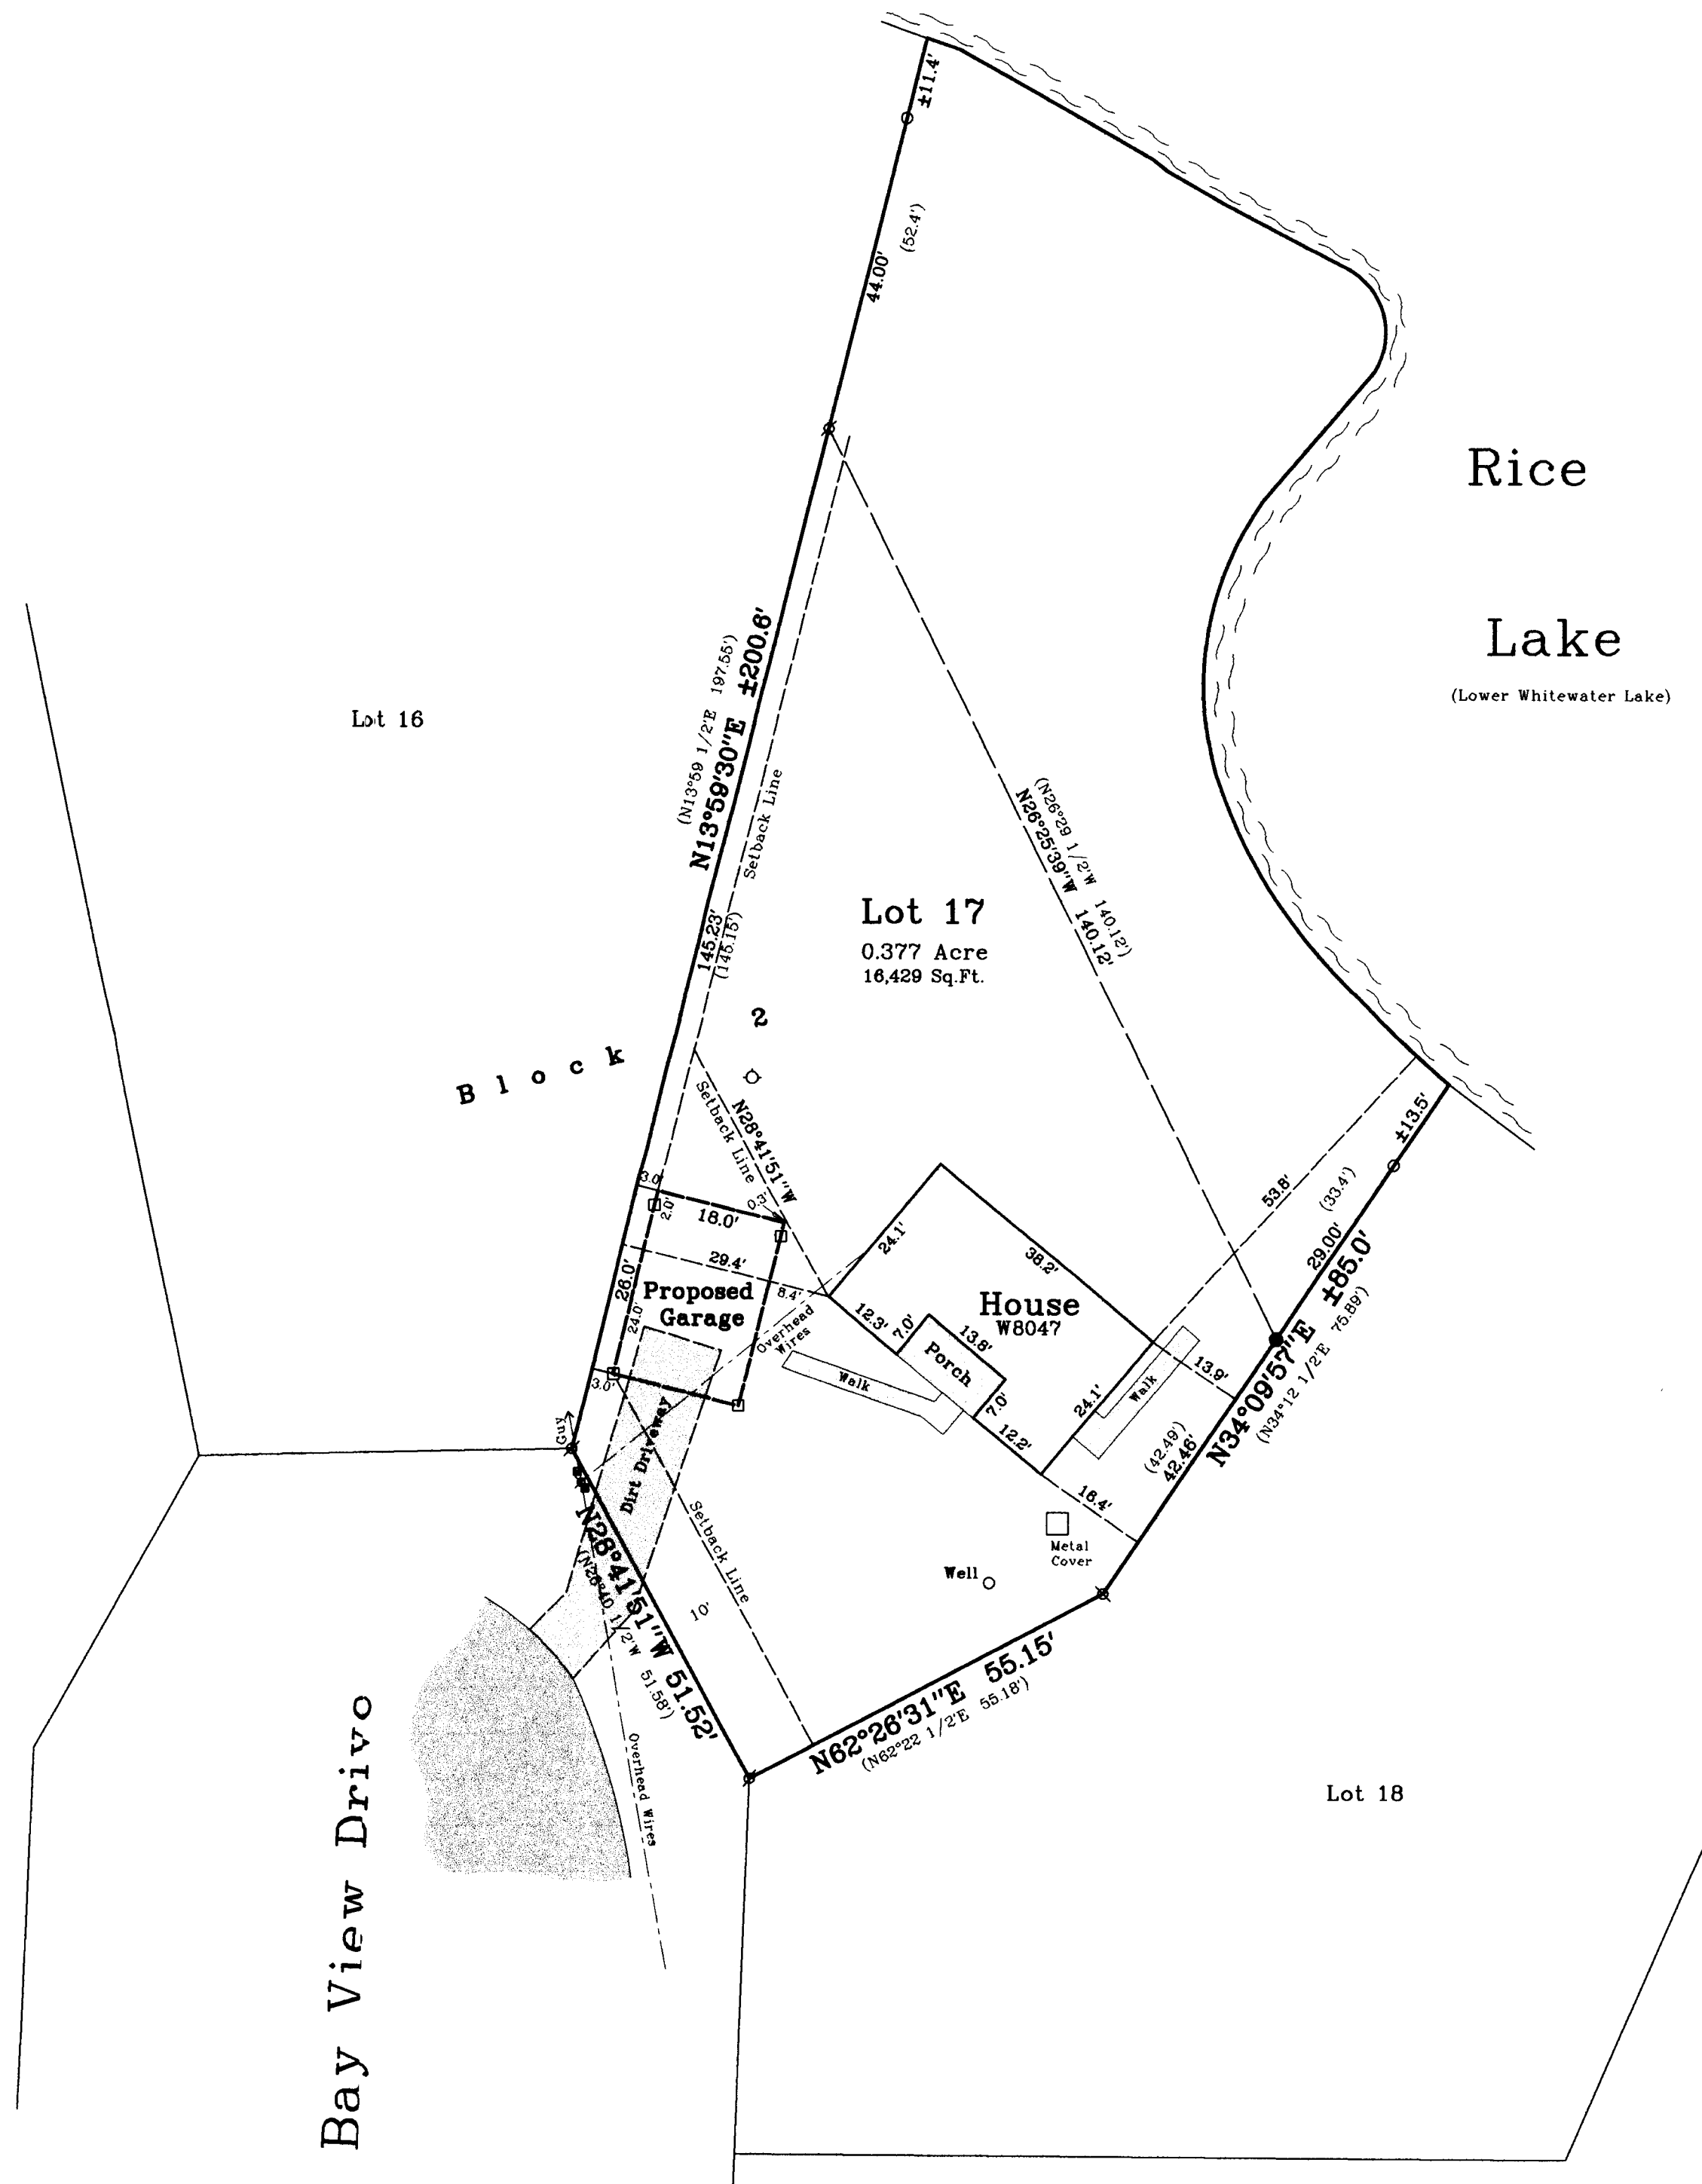 ±11.4'
(52.4')
44.00'
Rice
Lake
(Lower Whitewater Lake)
Lot 16
(N13°59 1/2'E 197.55')
N13°59'30"E ±200.6'
Setback Line
145.23'
(145.15')
(N26°29 1/2'W 140.12')
N26°25'39"W 140.12'
Lot 17
0.377 Acre
16,429 Sq.Ft.
Block 2
Setback Line
N28°41'51"W
±13.5'
(33.4')
53.8'
29.00'
±85.0'
N34°09'57"E
(N34°12 1/2'E 75.89')
(42.49')
42.46'
3.0'
2.0'
18.0'
0.3'
29.4'
26.0'
24.0'
8.4'
Proposed
Garage
3.0'
Overhead
Wires
24.1'
38.2'
House
W8047
12.3'
7.0'
13.8'
Porch
7.0'
12.2'
24.1'
Walk
Walk
13.9'
18.4'
Guy
Dirt Driveway
Setback Line
10'
N28°41'51"W 51.52'
(N28°40 1/2'W 51.58')
Metal
Cover
Well
N62°26'31"E 55.15'
(N62°22 1/2'E 55.18')
Overhead Wires
Bay View Drivo
Lot 18